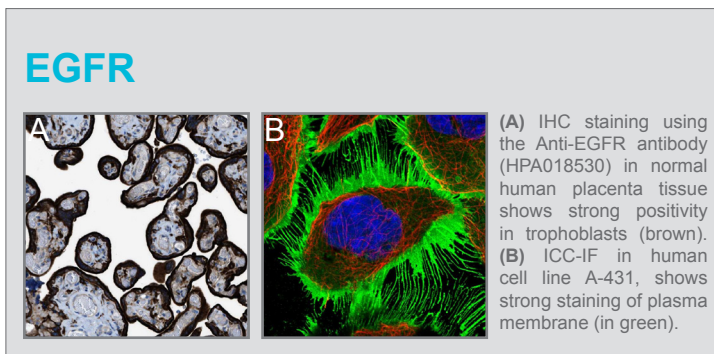 EGFR
A
B
(A) IHC staining using
the Anti-EGFR antibody
(HPA018530) in normal
human placenta tissue
shows strong positivity
in trophoblasts (brown).
(B) ICC-IF in human
cell line A-431, shows
strong staining of plasma
membrane (in green).